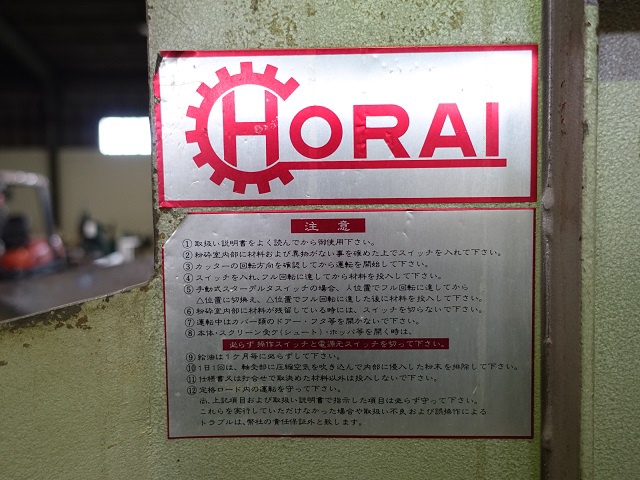 HORAI
注意
①取扱い説明書をよく読んでから御使用下さい。
②粉砕室内部に材料および異物がない事を確めた上でスイッチを入れて下さい。
③カッターの回転方向を確認してから運転を開始して下さい。
④スイッチを入れ、フル回転に達してから材料を投入して下さい。
⑤手動式スターデルタスイッチの場合、人位置でフル回転に達してから
△位置に切換え、△位置でフル回転に達した後に材料を投入して下さい。
⑥粉砕室内部に材料が残留している時には、スイッチを切らないで下さい。
⑦運転中はカバー類のドアー・フタ等を開かないで下さい。
⑧本体・スクリーン受ケ(シュート)・ホッパ等を開く時は、
必らず操作スイッチと電源元スイッチを切って下さい。
⑨給油は1ケ月毎に必らずして下さい。
⑩1日1回は、軸受部に圧縮空気を吹き込んで内部に侵入した粉末を排除して下さい。
⑪仕様書又は打合せで取決めた材料以外は投入しないで下さい。
⑫定格ロード内の運転を守って下さい。
尚、上記項目および取扱い説明書で指示した項目は必らず守って下さい。
これらを実行していただけなかった場合や取扱い不良および誤操作による
トラブルは、弊社の責任保証外と致します。